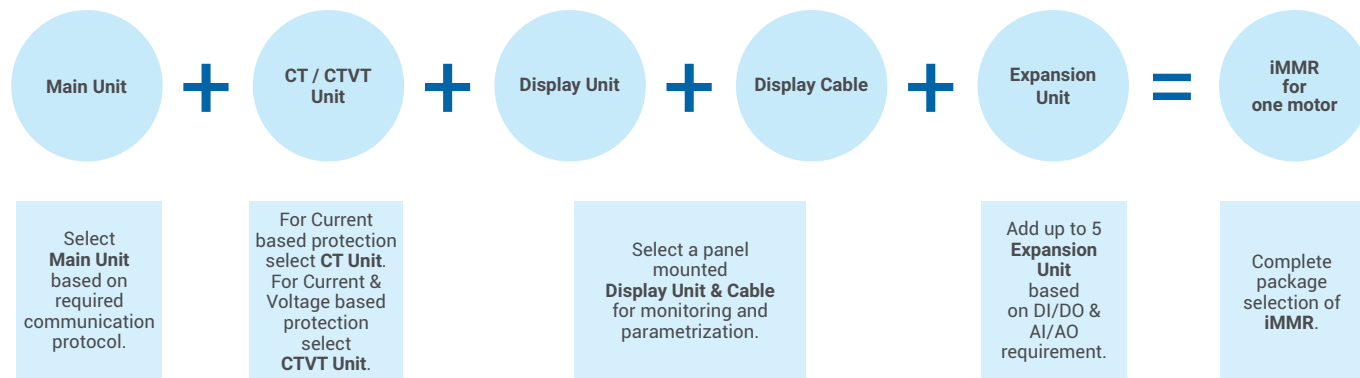 Main Unit
+
CT / CTVT
Unit
+
Display Unit
+
Display Cable
+
Expansion
Unit
=
iMMR
for
one motor
Select
Main Unit
based on
required
communication
protocol.
For Current
based protection
select CT Unit.
For Current &
Voltage based
protection
select
CTVT Unit.
Select a panel
mounted
Display Unit & Cable
for monitoring and
parametrization.
Add up to 5
Expansion
Unit
based
on DI/DO &
AI/AO
requirement.
Complete
package
selection of
iMMR.